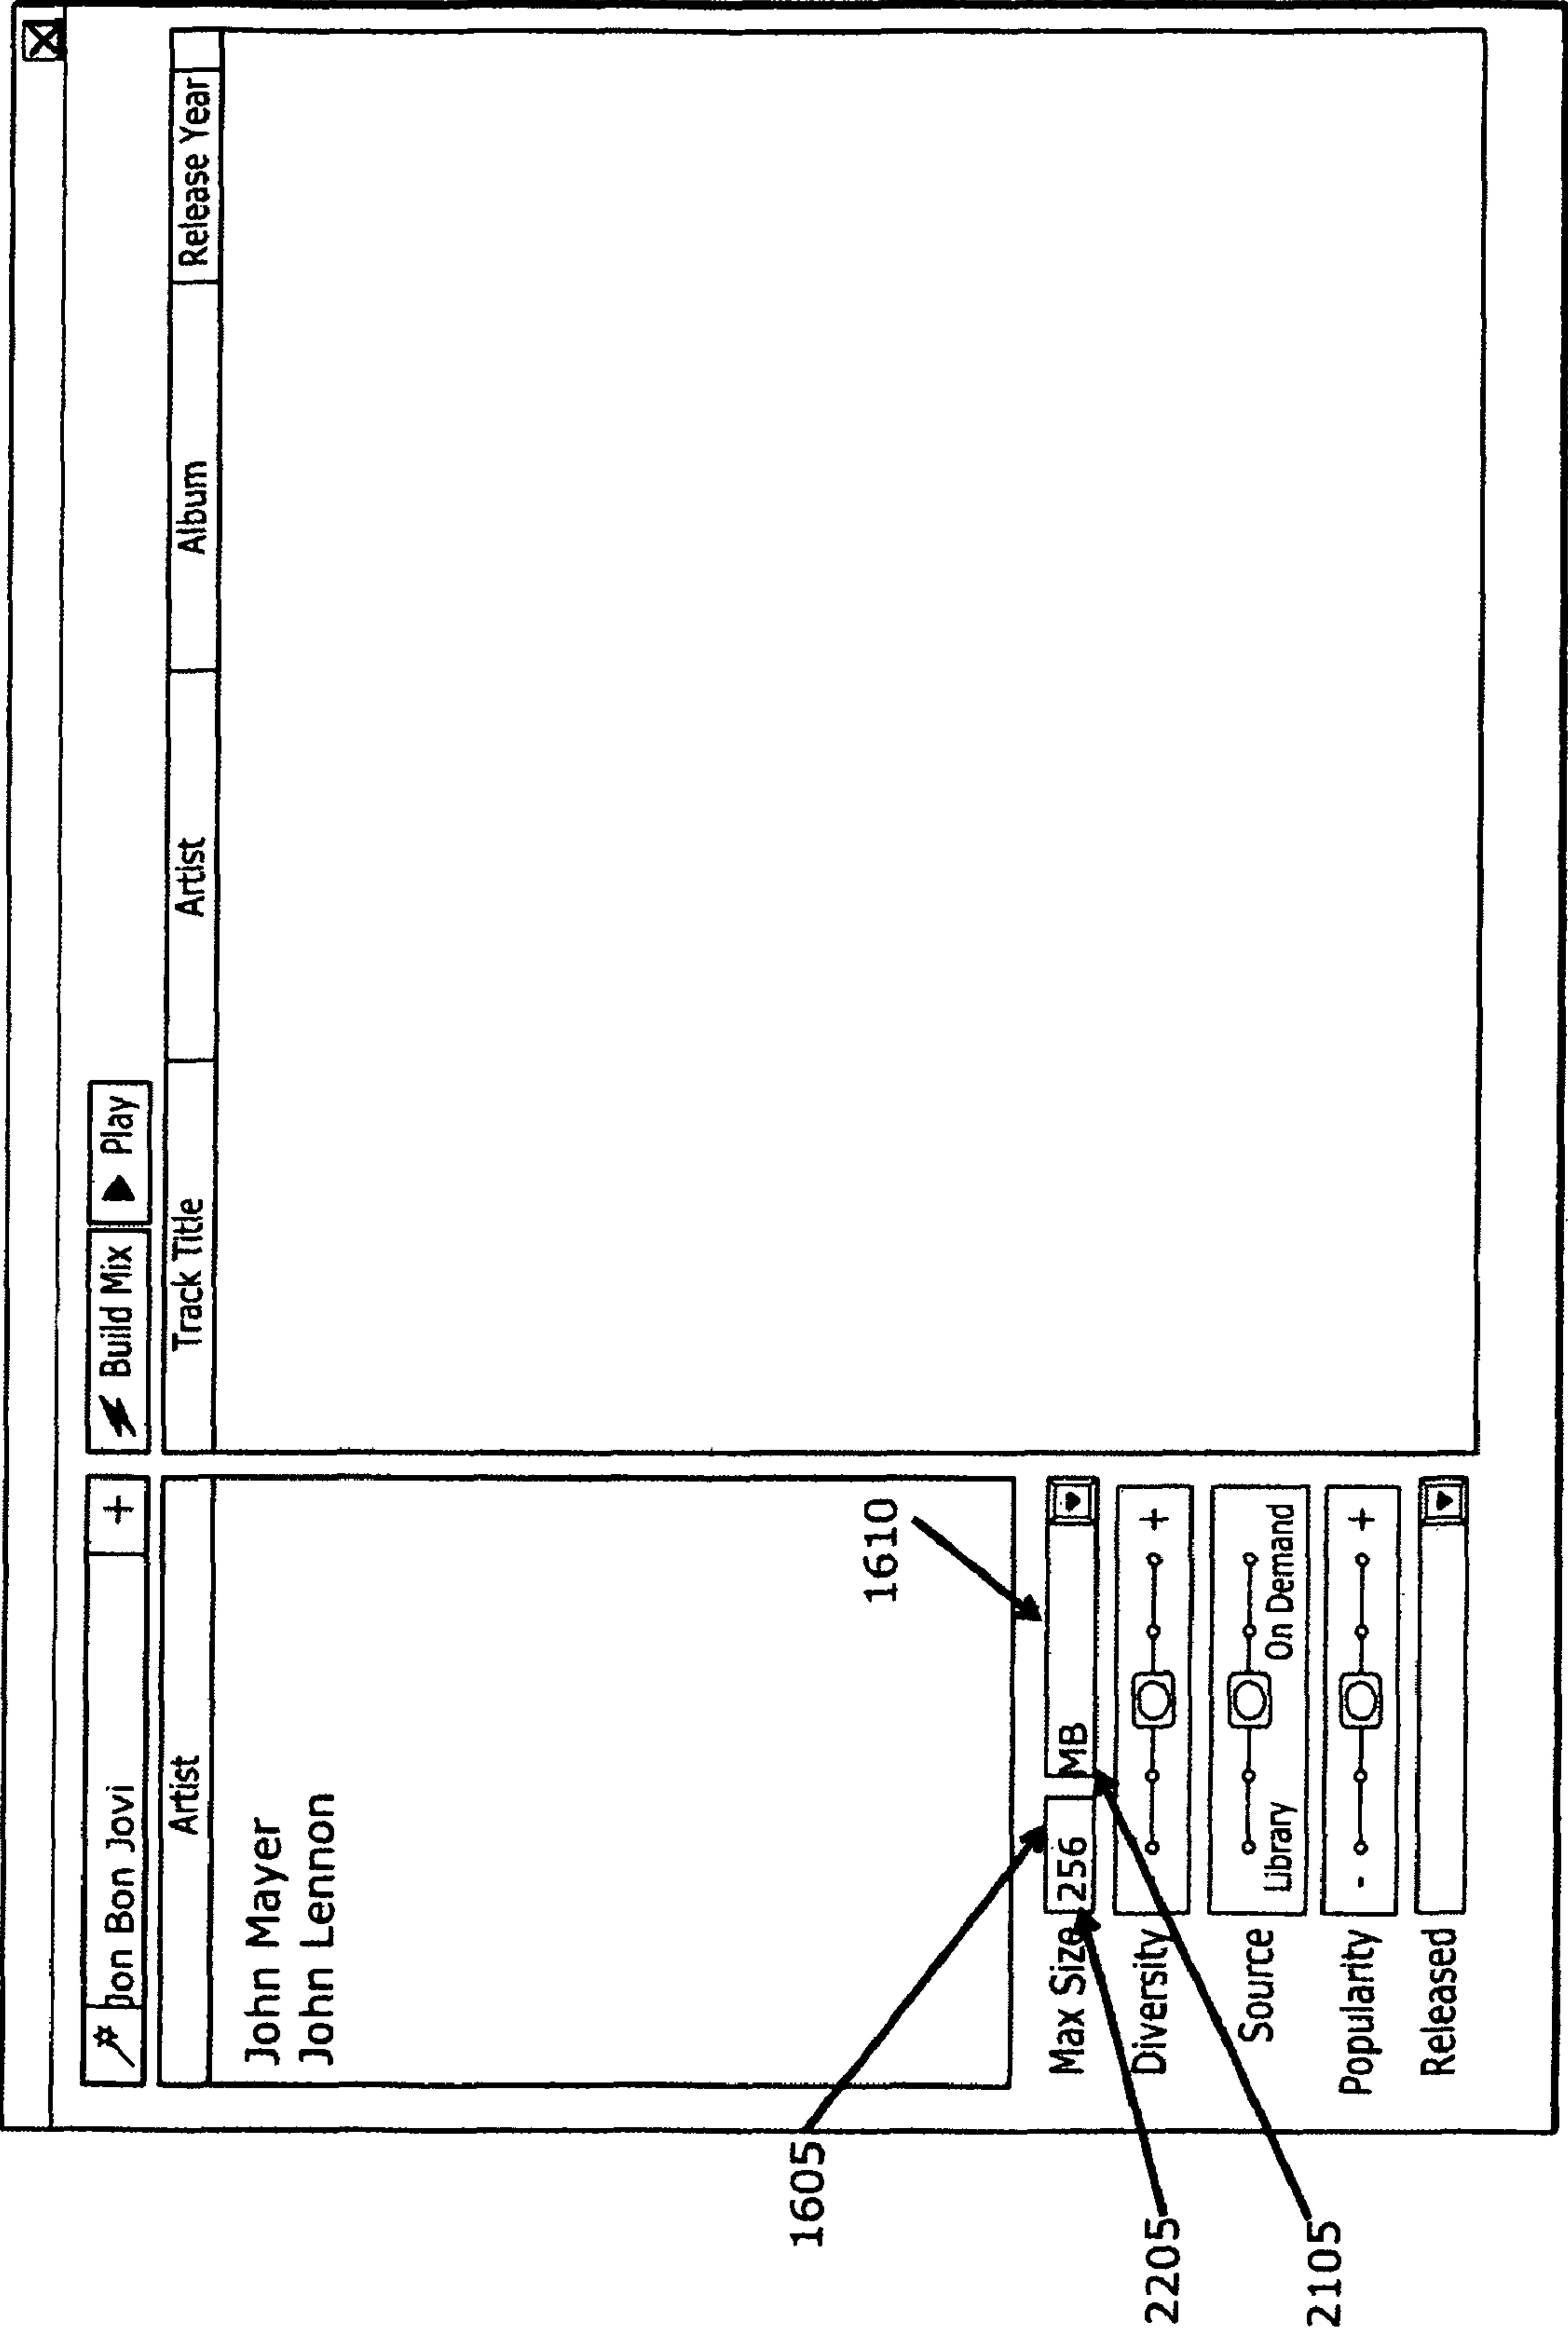 Jon Bon Jovi +
Build Mix Play
Artist
Track Title Artist Album Release Year
John Mayer
John Lennon
1610
1605
Max Size 256 MB
2205
Diversity - +
2105
Source Library On Demand
Popularity - +
Released